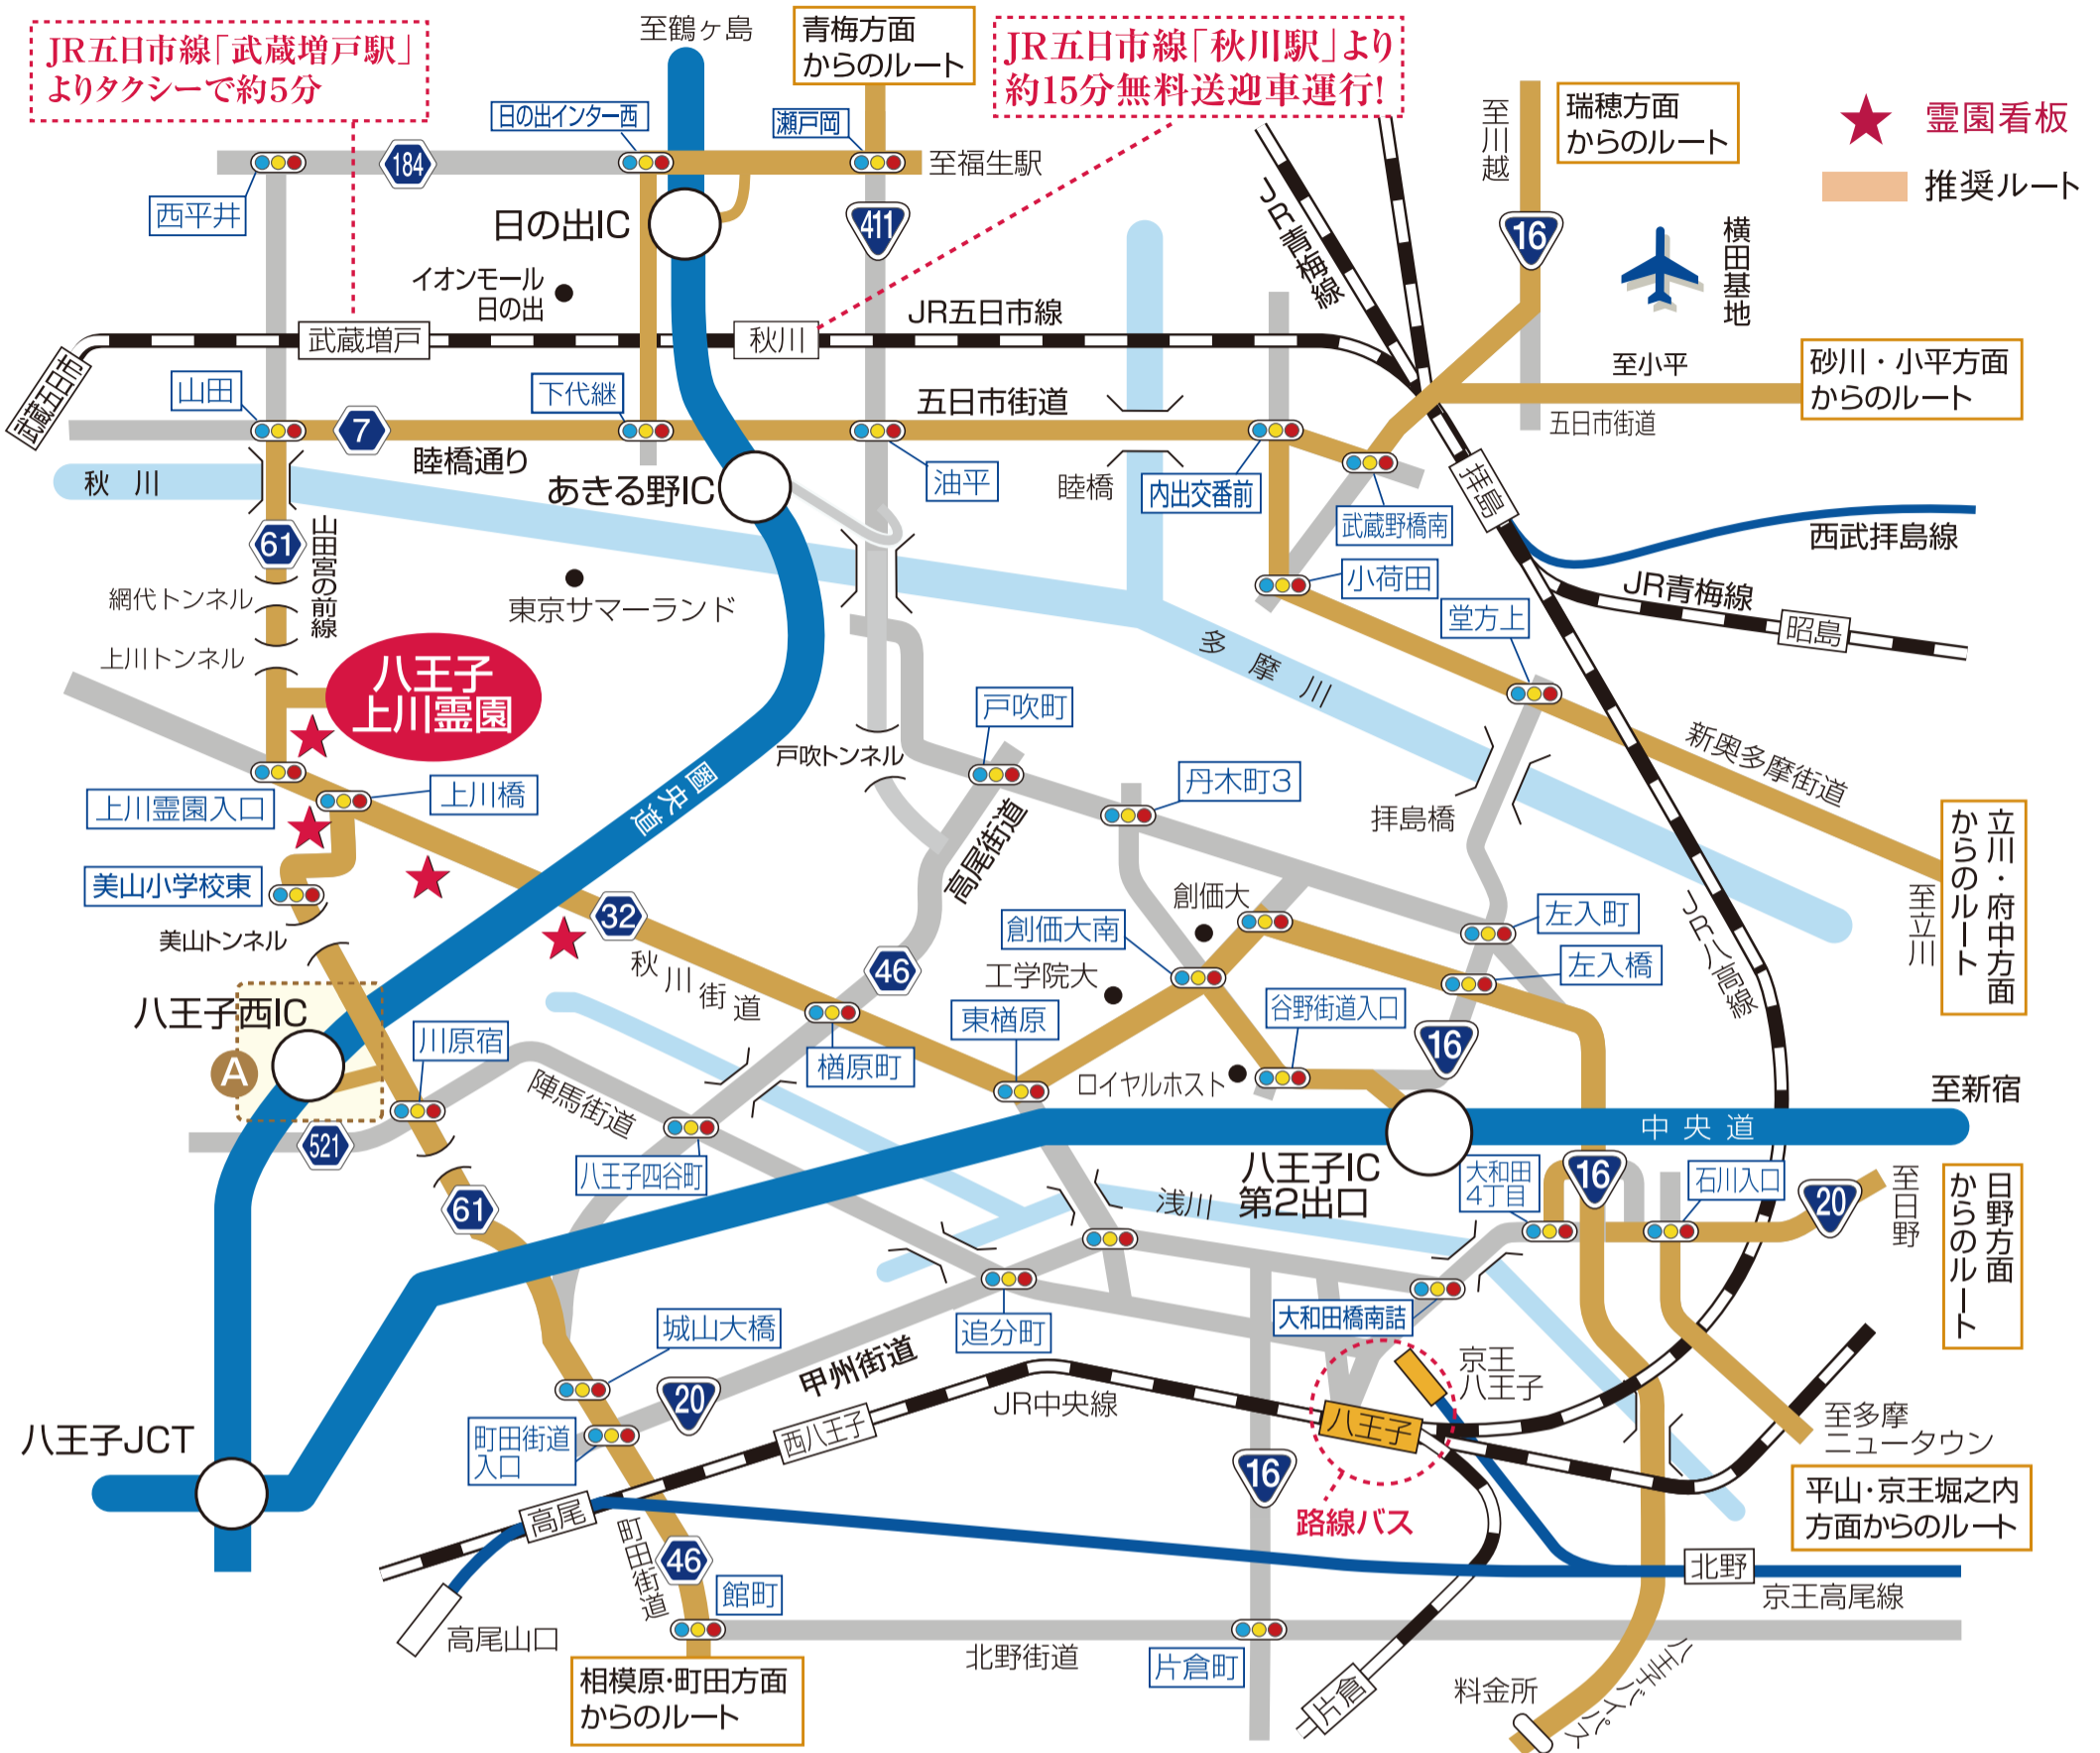 JR五日市線「武蔵増戸駅」
よりタクシーで約5分
至鶴ヶ島
青梅方面
からのルート
JR五日市線「秋川駅」より
約15分無料送迎車運行!
至川越
瑞穂方面
からのルート
霊園看板
推奨ルート
日の出インター西
瀬戸岡
184
至福生駅
西平井
日の出IC
411
JR青梅線
16
横田基地
イオンモール
日の出
JR五日市線
武蔵増戸
秋川
武蔵五日市
至小平
砂川・小平方面
からのルート
山田
下代継
五日市街道
五日市街道
7
睦橋通り
秋川
あきる野IC
油平
睦橋
内出交番前
拝島
武蔵野橋南
西武拝島線
61
山田宮の前線
網代トンネル
東京サマーランド
小荷田
JR青梅線
堂方上
昭島
上川トンネル
多摩川
八王子
上川霊園
戸吹町
戸吹トンネル
新奥多摩街道
圏央道
丹木町3
上川霊園入口
上川橋
高尾街道
拝島橋
立川・府中方面
からのルート
至立川
美山小学校東
32
創価大
左入町
美山トンネル
創価大南
JR八高線
秋川街道
46
工学院大
左入橋
八王子西IC
東楢原
谷野街道入口
川原宿
楢原町
16
A
陣馬街道
ロイヤルホスト
至新宿
中央道
521
八王子四谷町
八王子IC
第2出口
大和田
4丁目
16
石川入口
20
至日野
日野方面
からのルート
61
浅川
城山大橋
追分町
大和田橋南詰
甲州街道
京王
八王子
20
JR中央線
八王子
至多摩
ニュータウン
八王子JCT
町田街道
入口
西八王子
16
路線バス
平山・京王堀之内
方面からのルート
高尾
町田街道
46
館町
北野
京王高尾線
高尾山口
北野街道
片倉町
相模原・町田方面
からのルート
片倉
料金所
八王子バイパス